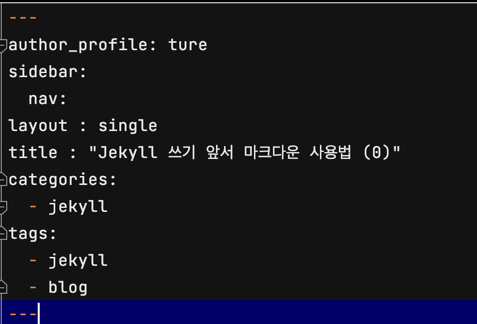 ---
author_profile: ture
sidebar:
  nav:
layout : single
title : "Jekyll 쓰기 앞서 마크다운 사용법 (0)"
categories:
  - jekyll
tags:
  - jekyll
  - blog
---